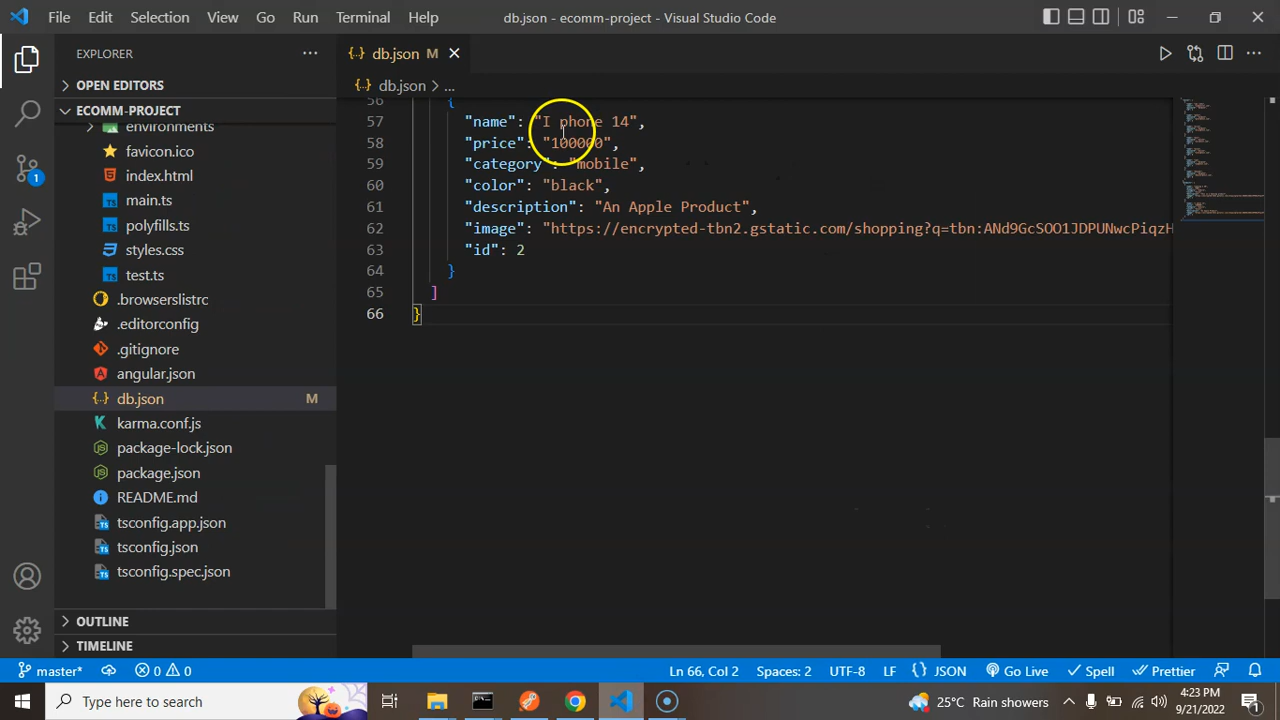 File Edit Selection View Go Run Terminal Help db.json - ecomm-project - Visual Studio Code
EXPLORER
OPEN EDITORS
ECOMM-PROJECT
environments
favicon.ico
index.html
main.ts
polyfills.ts
styles.css
test.ts
.browserslistrc
.editorconfig
.gitignore
angular.json
db.json M
karma.conf.js
package-lock.json
package.json
README.md
tsconfig.app.json
tsconfig.json
tsconfig.spec.json
OUTLINE
TIMELINE
{..} db.json M
{..} db.json > ...
56 {
57 "name": "I phone 14",
58 "price": "100000",
59 "category": "mobile",
60 "color": "black",
61 "description": "An Apple Product",
62 "image": "https://encrypted-tbn2.gstatic.com/shopping?q=tbn:ANd9GcSOO1JDPUNwcPiqzH
63 "id": 2
64 }
65 ]
66 }
master* 0 0 Ln 66, Col 2 Spaces: 2 UTF-8 LF {} JSON Go Live Spell Prettier
Type here to search 25°C Rain showers 4:23 PM
9/21/2022